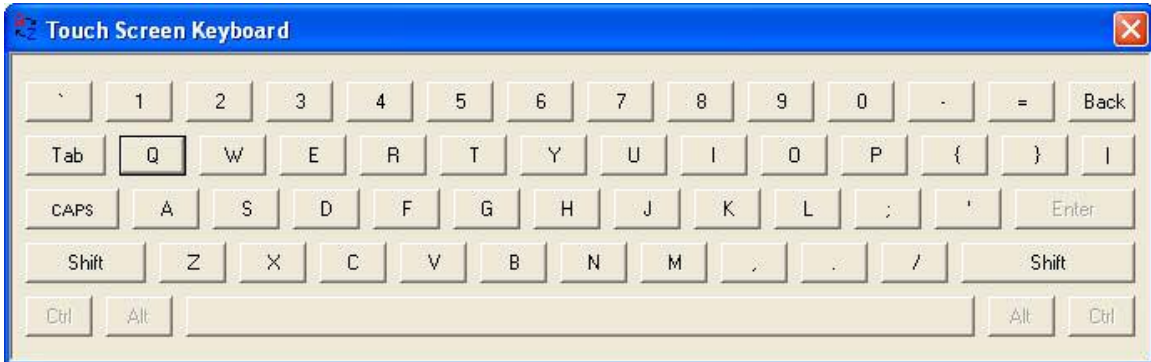 Touch Screen Keyboard
` 1 2 3 4 5 6 7 8 9 0 - = Back
Tab Q W E R T Y U I O P { } |
CAPS A S D F G H J K L ; ' Enter
Shift Z X C V B N M , . / Shift
Ctrl Alt Alt Ctrl